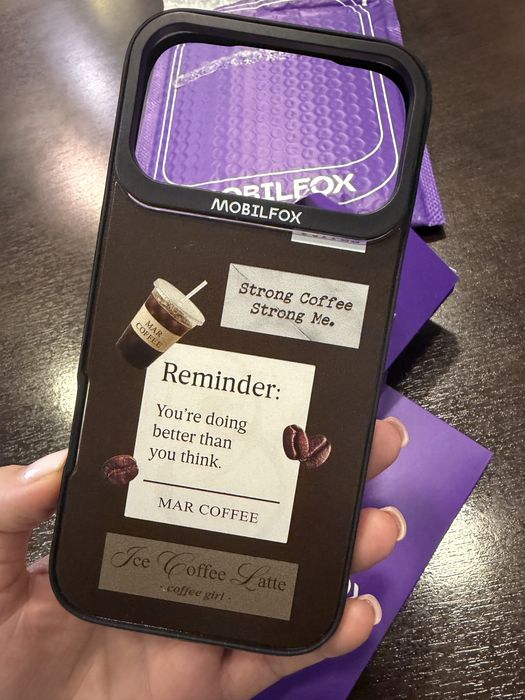 MOBILFOX
MOBILFOX
Strong Coffee
Strong Me.
MAR
COFFEE
Reminder:
You're doing
better than
you think.
MAR COFFEE
Ice Coffee Latte
- coffee girl -